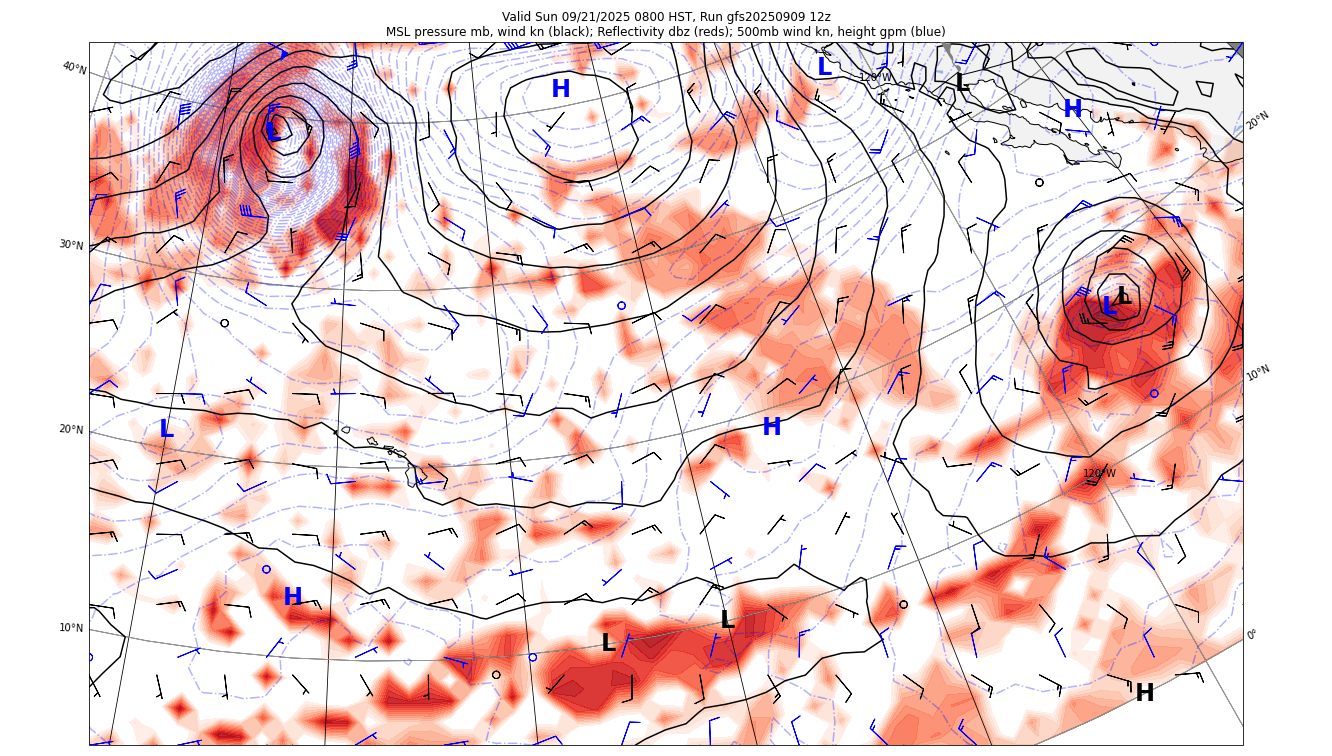 Valid Sun 09/21/2025 0800 HST, Run gfs20250909 12z
MSL pressure mb, wind kn (black); Reflectivity dbz (reds); 500mb wind kn, height gpm (blue)
40°N
L
120°W
L
H
H
20°N
L
30°N
L
L
10°N
20°N
L
H
120°W
H
10°N
L
L
0°
H